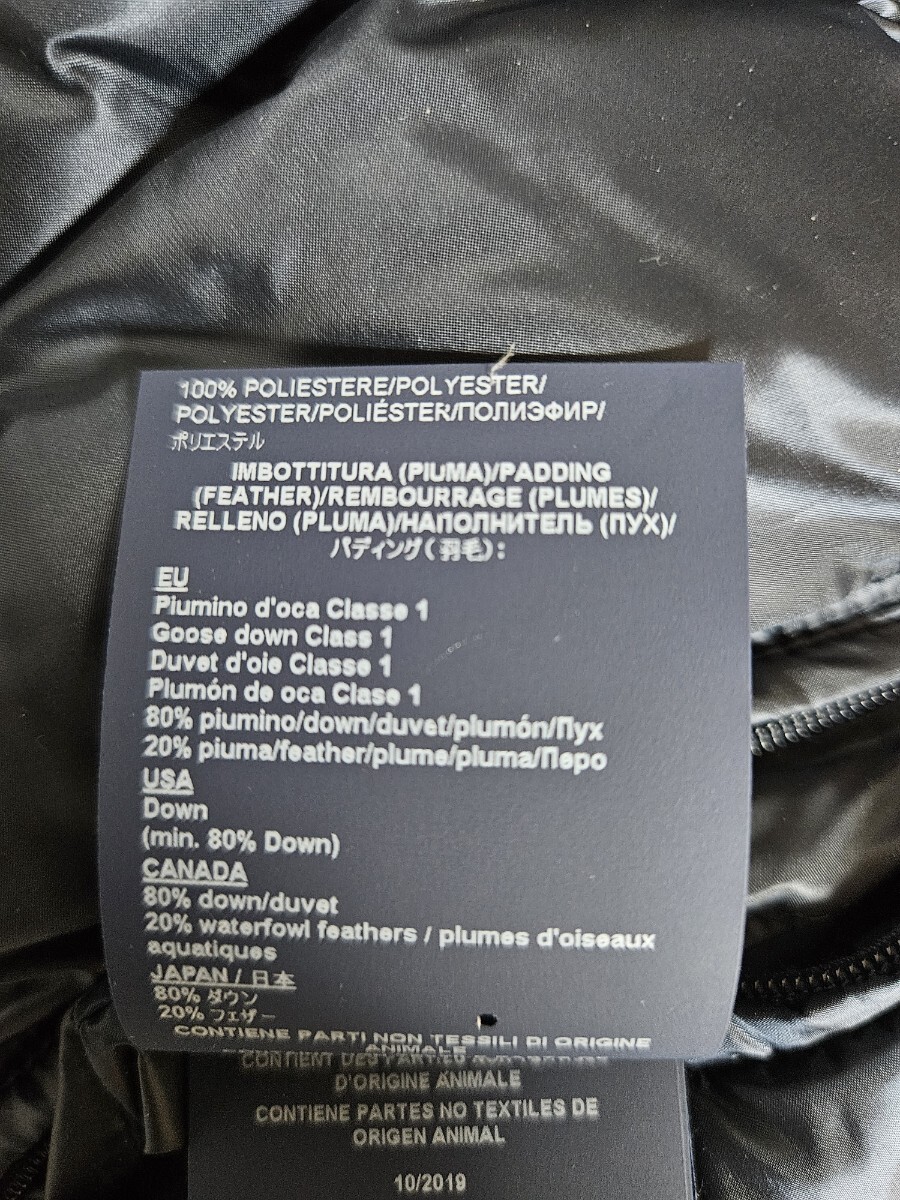 100% POLIESTERE/POLYESTER/
POLYESTER/POLIÉSTER/ПОЛИЭФИР/
ポリエステル
IMBOTTITURA (PIUMA)/PADDING
(FEATHER)/REMBOURRAGE (PLUMES)/
RELLENO (PLUMA)/НАПОЛНИТЕЛЬ (ПУХ)/
パディング(羽毛):
EU
Piumino d'oca Classe 1
Goose down Class 1
Duvet d'oie Classe 1
Plumón de oca Clase 1
80% piumino/down/duvet/plumón/Пух
20% piuma/feather/plume/pluma/Перо
USA
Down
(min. 80% Down)
CANADA
80% down/duvet
20% waterfowl feathers / plumes d'oiseaux
aquatiques
JAPAN / 日本
80% ダウン
20% フェザー
CONTIENE PARTI NON TESSILI DI ORIGINE
ANIMALE
CONTIENT DES
D'ORIGINE ANIMALE
CONTIENE PARTES NO TEXTILES DE
ORIGEN ANIMAL
10/2019